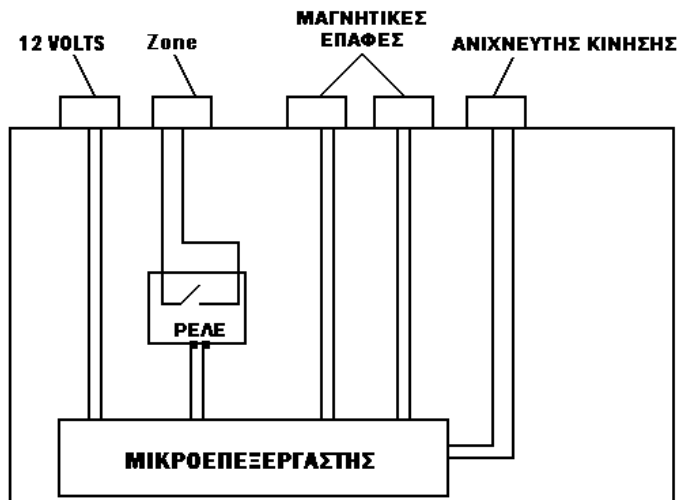 12 VOLTS
Zone
ΜΑΓΝΗΤΙΚΕΣ
ΕΠΑΦΕΣ
ΑΝΙΧΝΕΥΤΗΣ ΚΙΝΗΣΗΣ
ΡΕΛΕ
ΜΙΚΡΟΕΠΕΞΕΡΓΑΣΤΗΣ